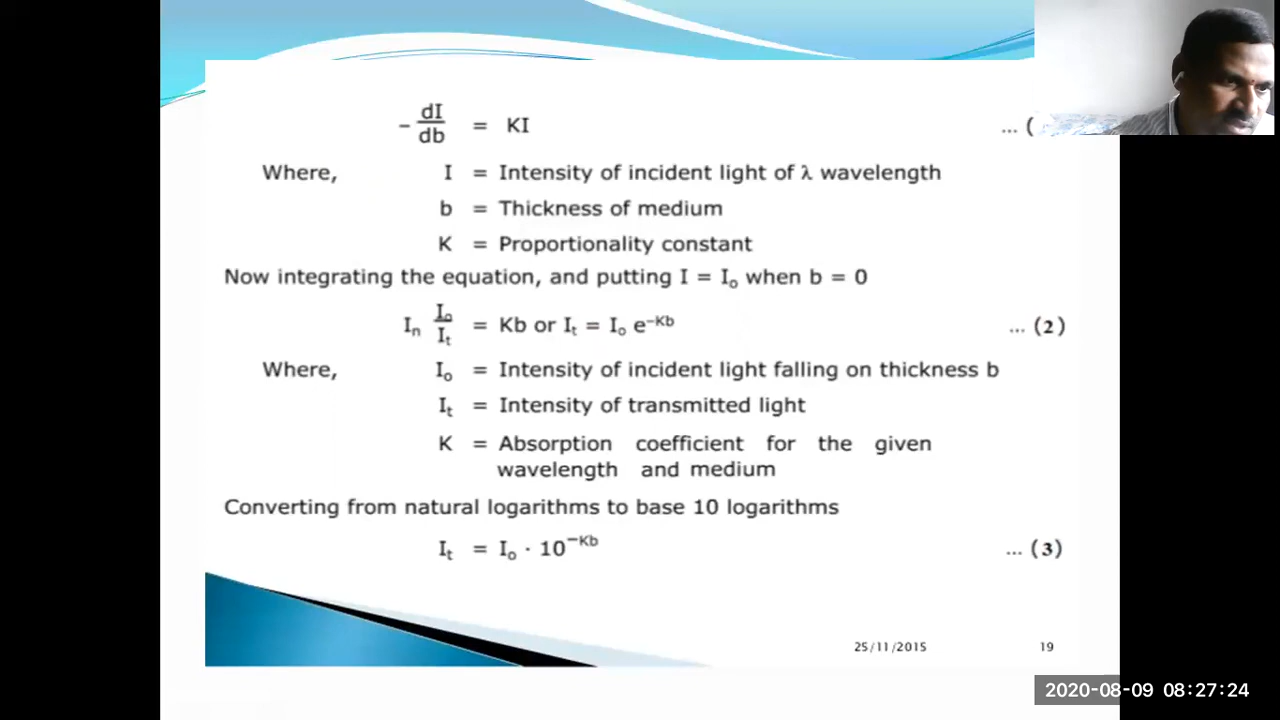 - dI/db = KI ... (
Where, I = Intensity of incident light of λ wavelength
b = Thickness of medium
K = Proportionality constant
Now integrating the equation, and putting I = I₀ when b = 0
Iₙ I₀/Iₜ = Kb or Iₜ = I₀ e⁻ᴷᵇ ... (2)
Where, I₀ = Intensity of incident light falling on thickness b
Iₜ = Intensity of transmitted light
K = Absorption coefficient for the given
wavelength and medium
Converting from natural logarithms to base 10 logarithms
Iₜ = I₀ · 10⁻ᴷᵇ ... (3)
25/11/2015 19
2020-08-09 08:27:24